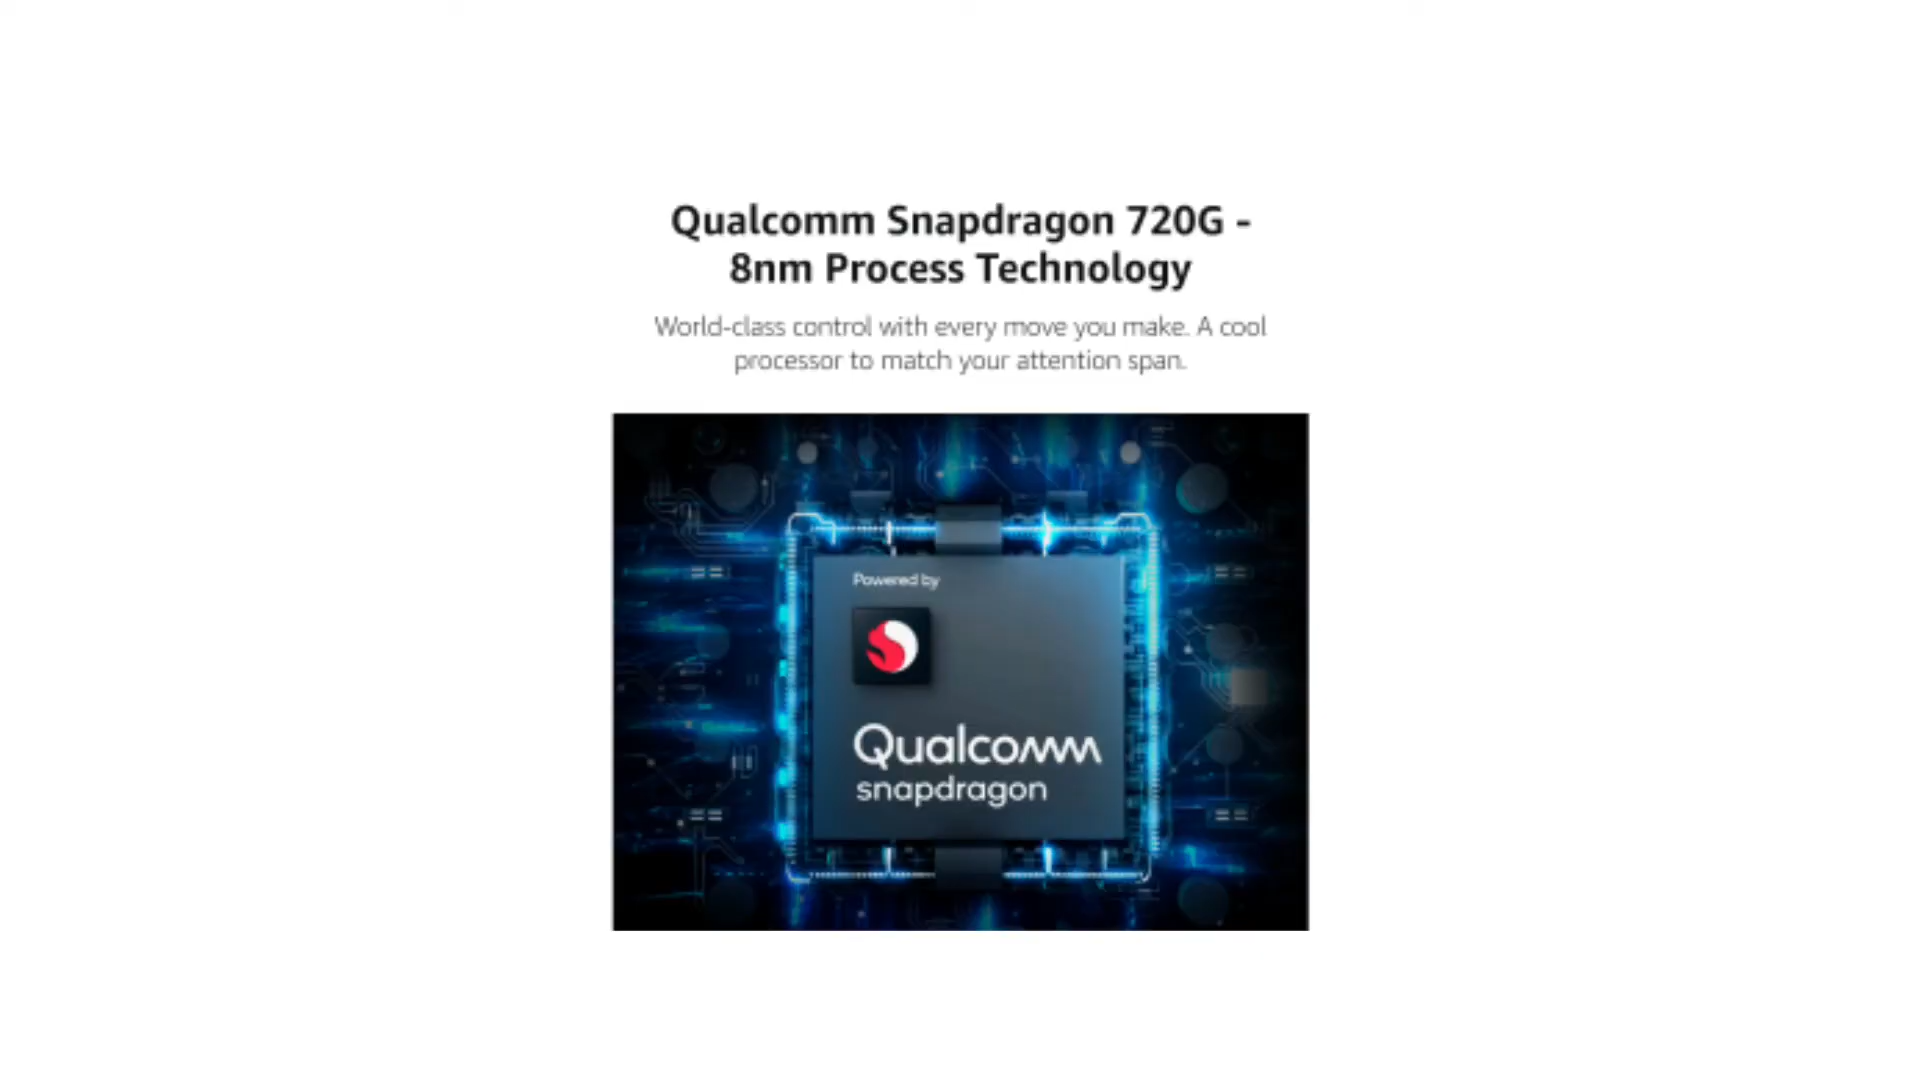 Qualcomm Snapdragon 720G -
8nm Process Technology
World-class control with every move you make. A cool
processor to match your attention span.
Powered by
Qualcomm
snapdragon